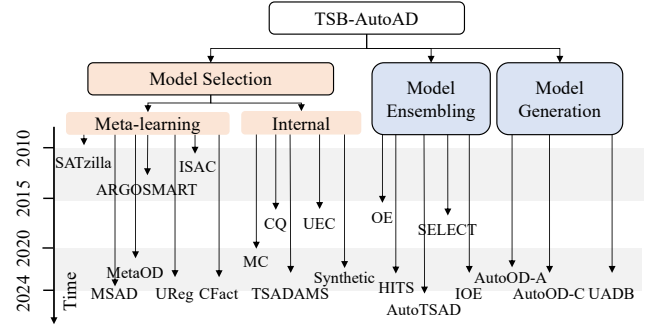 TSB-AutoAD
Model Selection
Model
Ensembling
Model
Generation
Meta-learning
Internal
2010
SATzilla
ISAC
ARGOSMART
2015
OE
CQ
UEC
SELECT
2020
MC
MetaOD
Synthetic
AutoOD-A
2024
Time
MSAD
UReg
CFact
TSADAMS
HITS
IOE
AutoOD-C
UADB
AutoTSAD